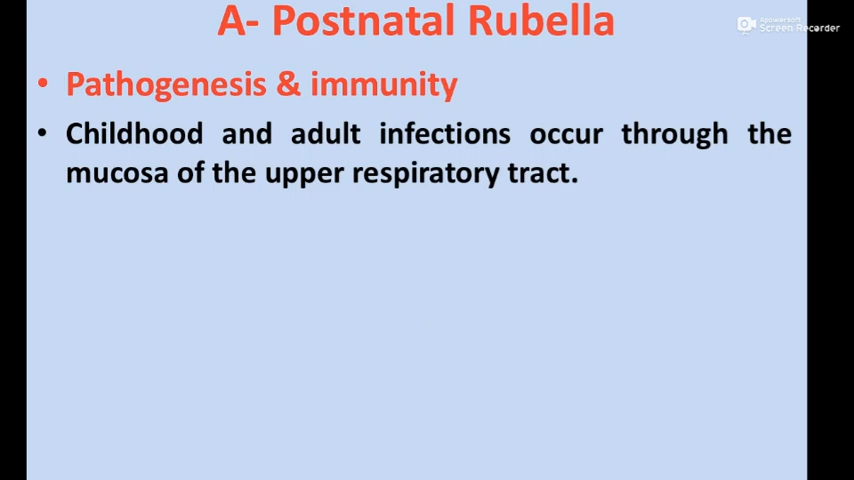 A- Postnatal Rubella
Apowersoft
Screen Recorder
• Pathogenesis & immunity
• Childhood and adult infections occur through the
mucosa of the upper respiratory tract.